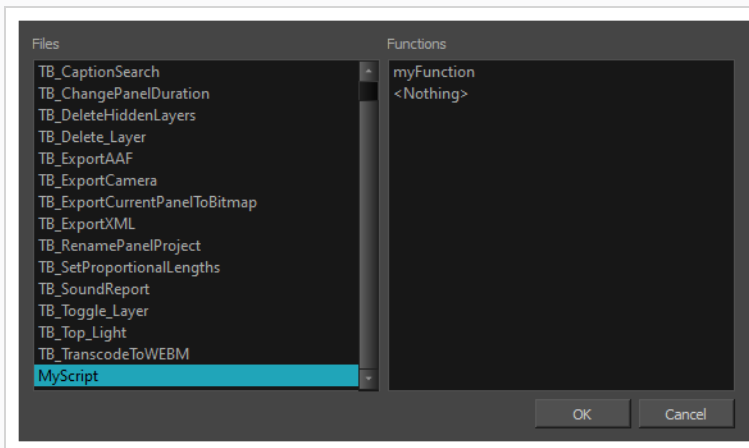 Files
TB_CaptionSearch
TB_ChangePanelDuration
TB_DeleteHiddenLayers
TB_Delete_Layer
TB_ExportAAF
TB_ExportCamera
TB_ExportCurrentPanelToBitmap
TB_ExportXML
TB_RenamePanelProject
TB_SetProportionalLengths
TB_SoundReport
TB_Toggle_Layer
TB_Top_Light
TB_TranscodeToWEBM
MyScript
Functions
myFunction
<Nothing>
OK
Cancel